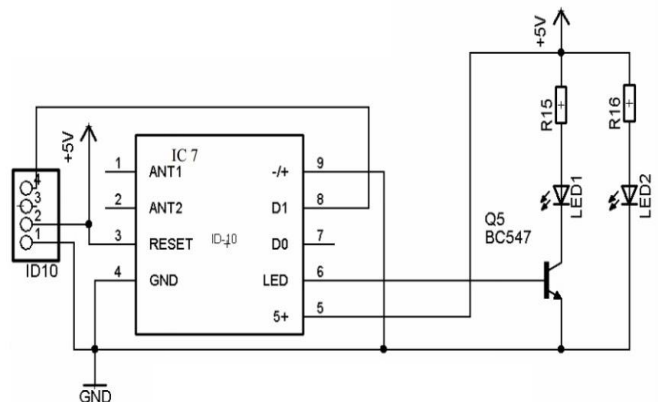 +5V
R15
R16
+5V
IC 7
1
ANT1
-/+
9
4
3
2
1
2
ANT2
D1
8
LED1
LED2
3
RESET
ID-10
D0
7
Q5
BC547
ID10
4
GND
LED
6
5+
5
GND